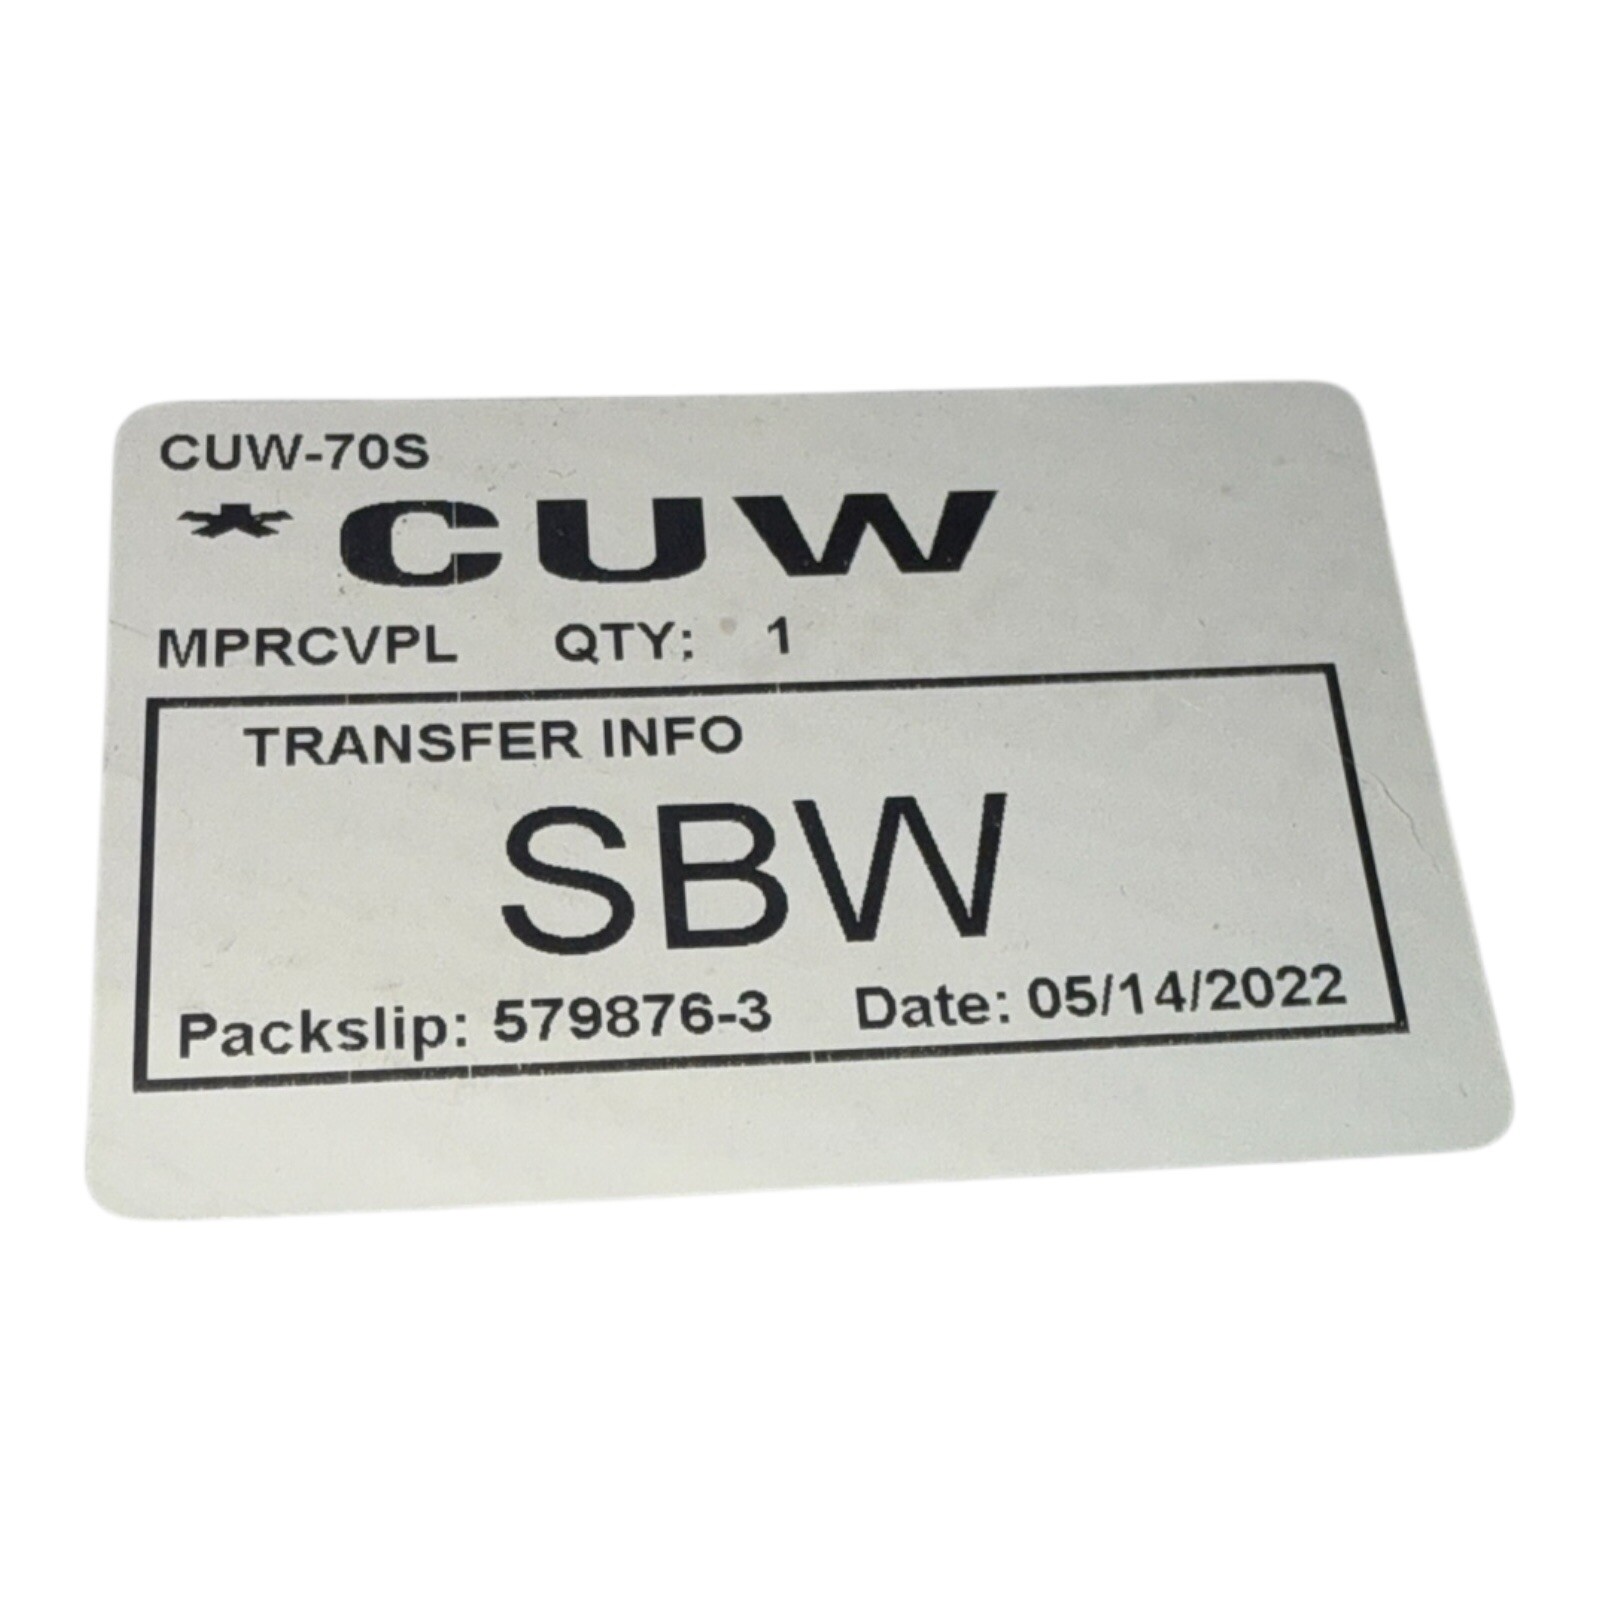 CUW-70S
*CUW
MPRCVPL QTY: 1
TRANSFER INFO
SBW
Packslip: 579876-3 Date: 05/14/2022